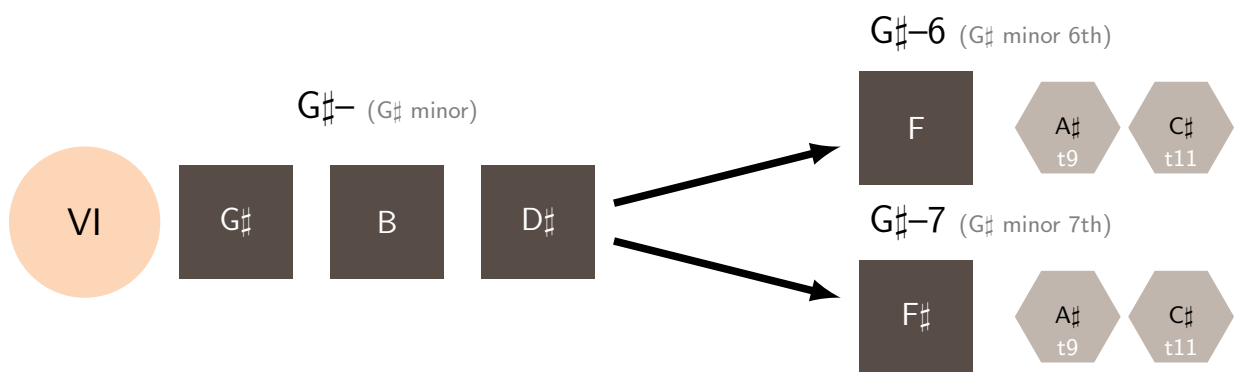 G♯–6 (G♯ minor 6th)
G♯– (G♯ minor)
F
A♯
t9
C♯
t11
VI
G♯
B
D♯
G♯–7 (G♯ minor 7th)
F♯
A♯
t9
C♯
t11